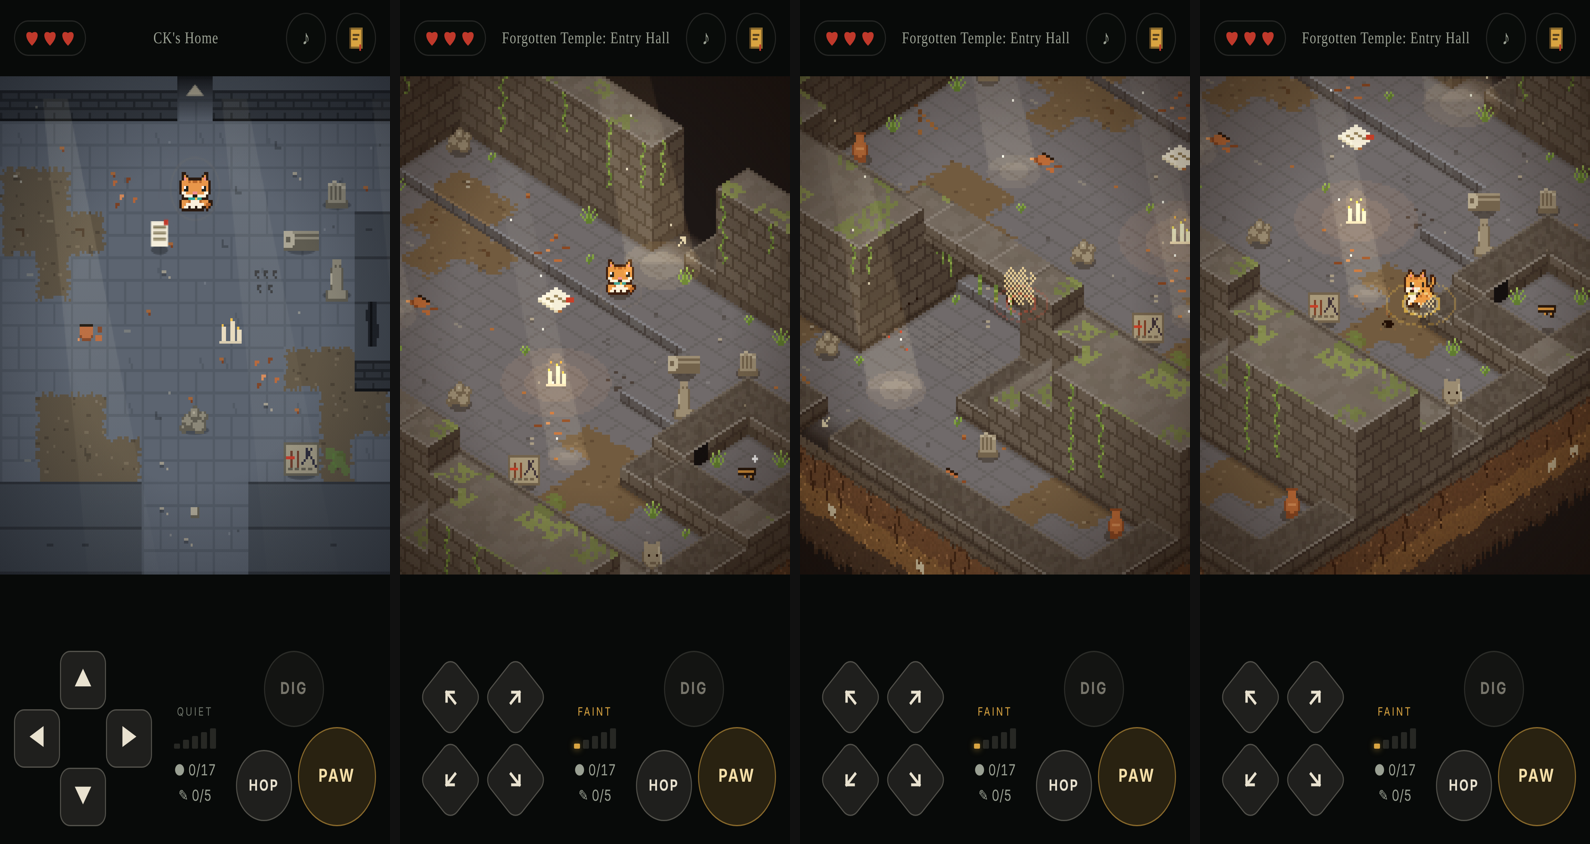 CK's Home
QUIET
0/17
0/5
DIG
HOP
PAW
Forgotten Temple: Entry Hall
FAINT
0/17
0/5
DIG
HOP
PAW
Forgotten Temple: Entry Hall
FAINT
0/17
0/5
DIG
HOP
PAW
Forgotten Temple: Entry Hall
FAINT
0/17
0/5
DIG
HOP
PAW